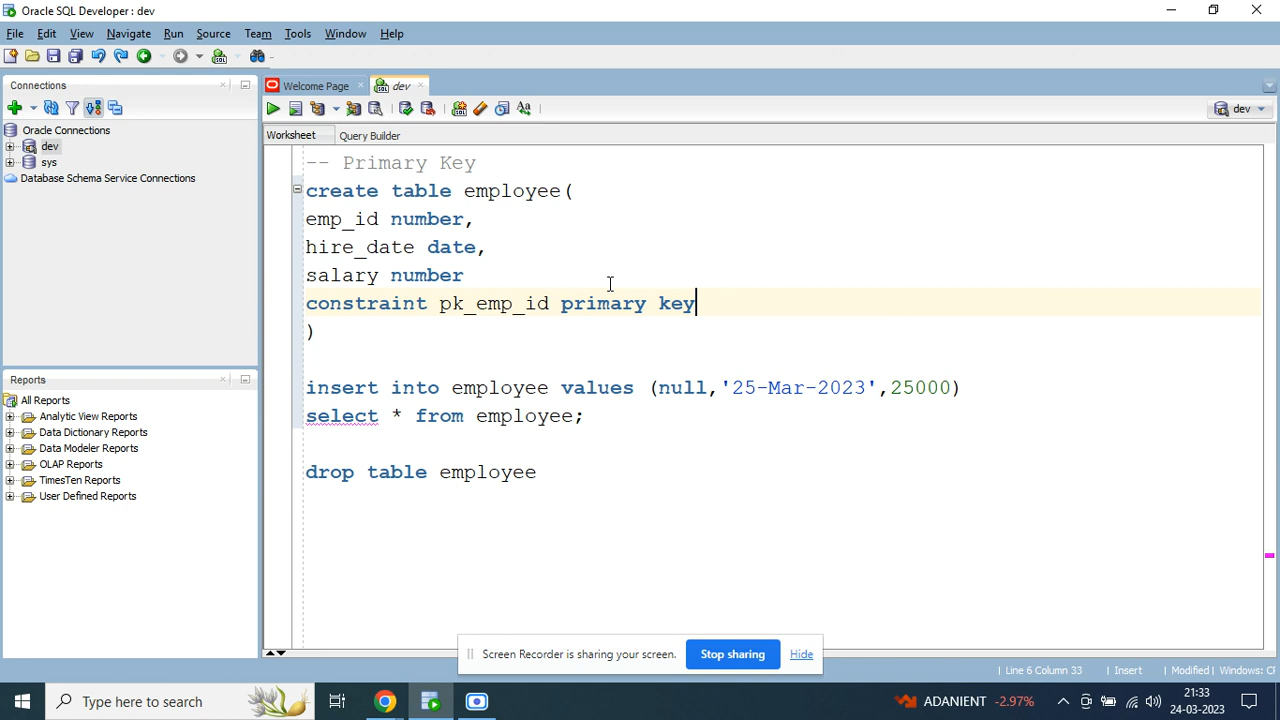 Oracle SQL Developer : dev
File Edit View Navigate Run Source Team Tools Window Help
Connections
Oracle Connections
dev
sys
Database Schema Service Connections
Reports
All Reports
Analytic View Reports
Data Dictionary Reports
Data Modeler Reports
OLAP Reports
TimesTen Reports
User Defined Reports
Welcome Page dev
dev
Worksheet Query Builder
-- Primary Key
create table employee(
emp_id number,
hire_date date,
salary number
constraint pk_emp_id primary key
)
insert into employee values (null,'25-Mar-2023',25000)
select * from employee;
drop table employee
Screen Recorder is sharing your screen. Stop sharing Hide
Line 6 Column 33 Insert Modified Windows: CF
Type here to search
ADANIENT -2.97%
21:33
24-03-2023